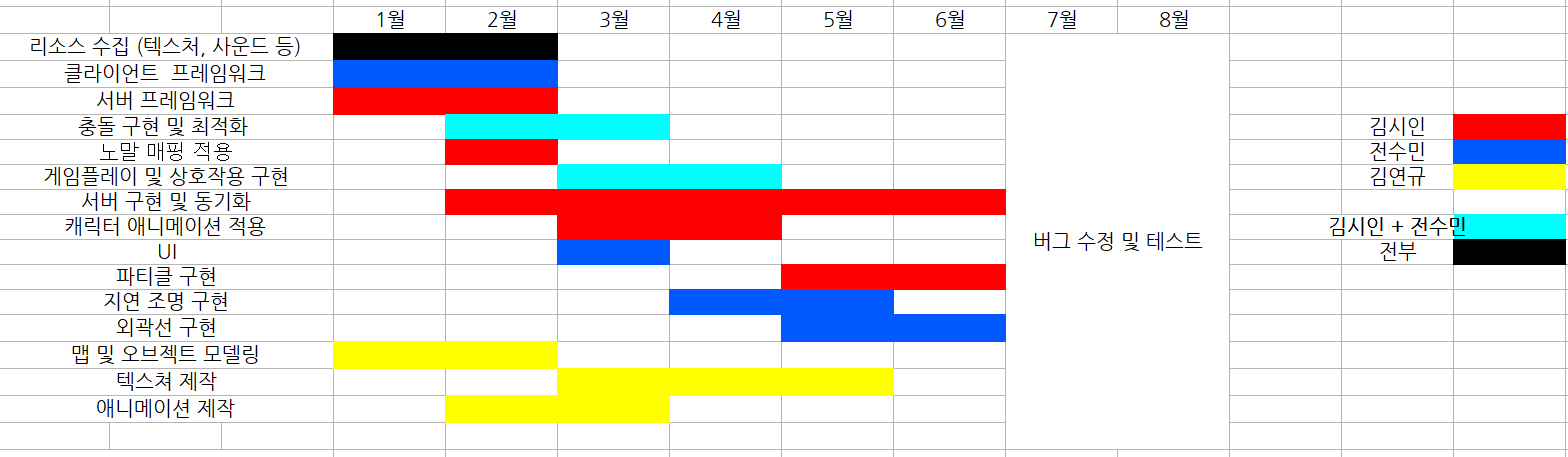 1월 2월 3월 4월 5월 6월 7월 8월
리소스 수집 (텍스처, 사운드 등)
클라이언트 프레임워크
서버 프레임워크
충돌 구현 및 최적화
김시인
노말 매핑 적용
전수민
게임플레이 및 상호작용 구현
김연규
서버 구현 및 동기화
캐릭터 애니메이션 적용
김시인 + 전수민
버그 수정 및 테스트
UI
전부
파티클 구현
지연 조명 구현
외곽선 구현
맵 및 오브젝트 모델링
텍스쳐 제작
애니메이션 제작